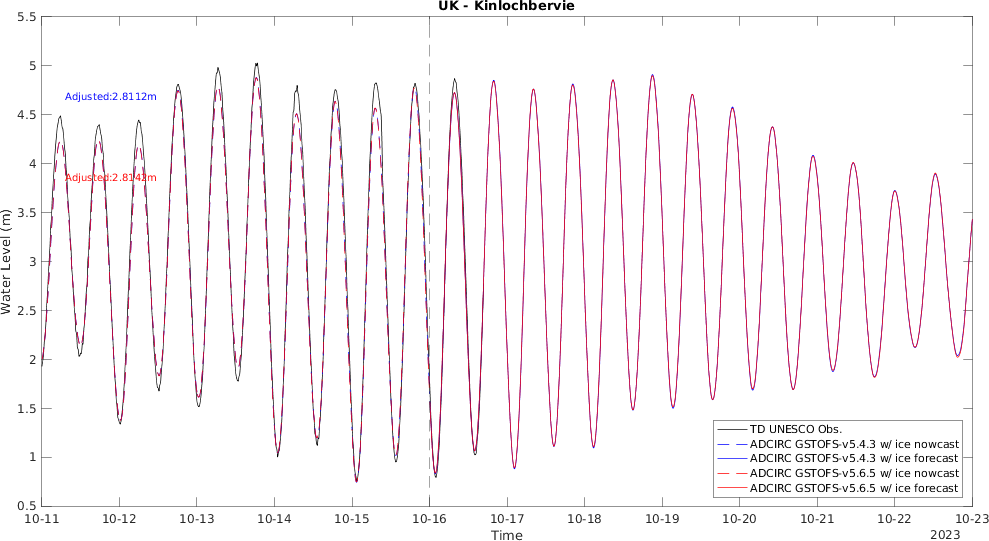 UK - Kinlochbervie
5.5
5
4.5
4
3.5
3
2.5
2
1.5
1
0.5
Water Level (m)
Adjusted:2.8112m
Adjusted:2.8142m
TD UNESCO Obs.
ADCIRC GSTOFS-v5.4.3 w/ ice nowcast
ADCIRC GSTOFS-v5.4.3 w/ ice forecast
ADCIRC GSTOFS-v5.6.5 w/ ice nowcast
ADCIRC GSTOFS-v5.6.5 w/ ice forecast
10-11 10-12 10-13 10-14 10-15 10-16 10-17 10-18 10-19 10-20 10-21 10-22 10-23
Time
2023